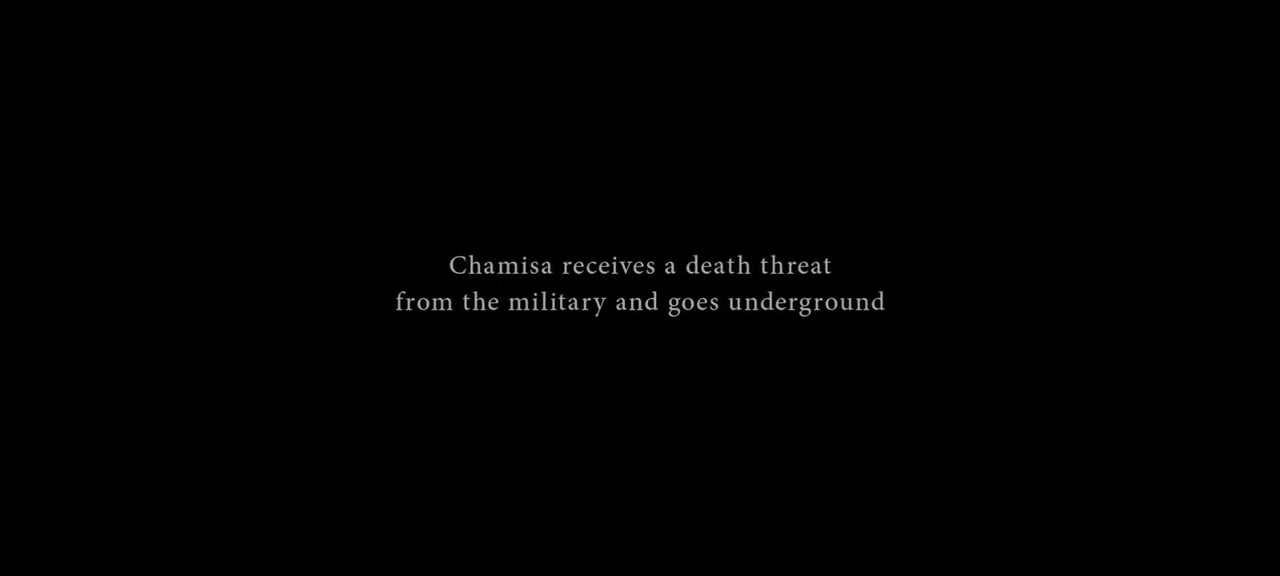 Chamisa receives a death threat
from the military and goes underground